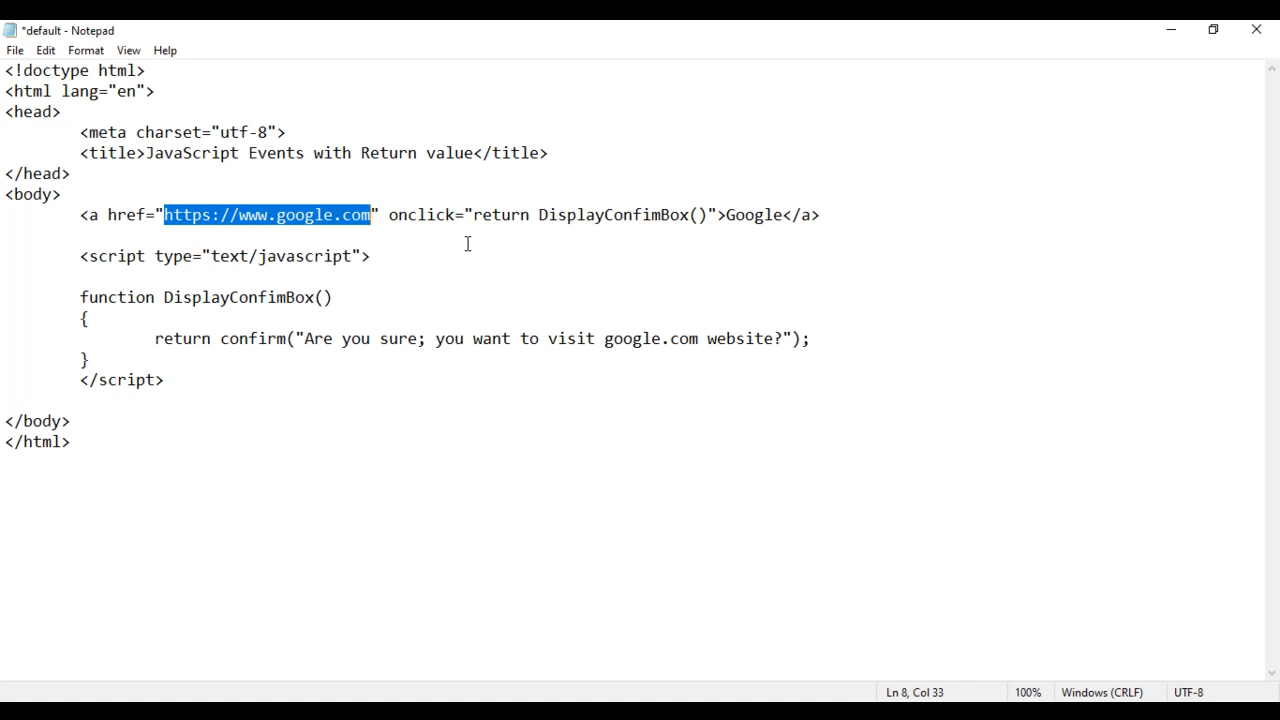 *default - Notepad
File Edit Format View Help
<!doctype html>
<html lang="en">
<head>
<meta charset="utf-8">
<title>JavaScript Events with Return value</title>
</head>
<body>
<a href="https://www.google.com" onclick="return DisplayConfimBox()">Google</a>
<script type="text/javascript">
function DisplayConfimBox()
{
return confirm("Are you sure; you want to visit google.com website?");
}
</script>
</body>
</html>
Ln 8, Col 33 100% Windows (CRLF) UTF-8